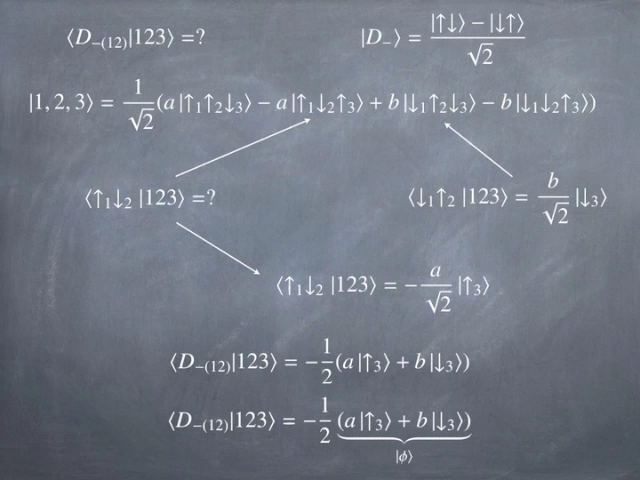 ⟨D₋₍₁₂₎|123⟩ =?
|D₋⟩ = (|↑↓⟩ − |↓↑⟩)/√2
|1, 2, 3⟩ = 1/√2 (a |↑₁↑₂↓₃⟩ − a |↑₁↓₂↑₃⟩ + b |↓₁↑₂↓₃⟩ − b |↓₁↓₂↑₃⟩)
⟨↑₁↓₂ |123⟩ =?
⟨↓₁↑₂ |123⟩ = b/√2 |↓₃⟩
⟨↑₁↓₂ |123⟩ = − a/√2 |↑₃⟩
⟨D₋₍₁₂₎|123⟩ = − 1/2 (a |↑₃⟩ + b |↓₃⟩)
⟨D₋₍₁₂₎|123⟩ = − 1/2 (a |↑₃⟩ + b |↓₃⟩)
|ϕ⟩